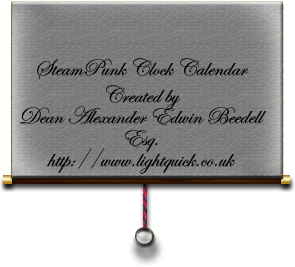 SteamPunk Clock Calendar
Created by
Dean Alexander Edwin Beedell
Esq.
http://www.lightquick.co.uk